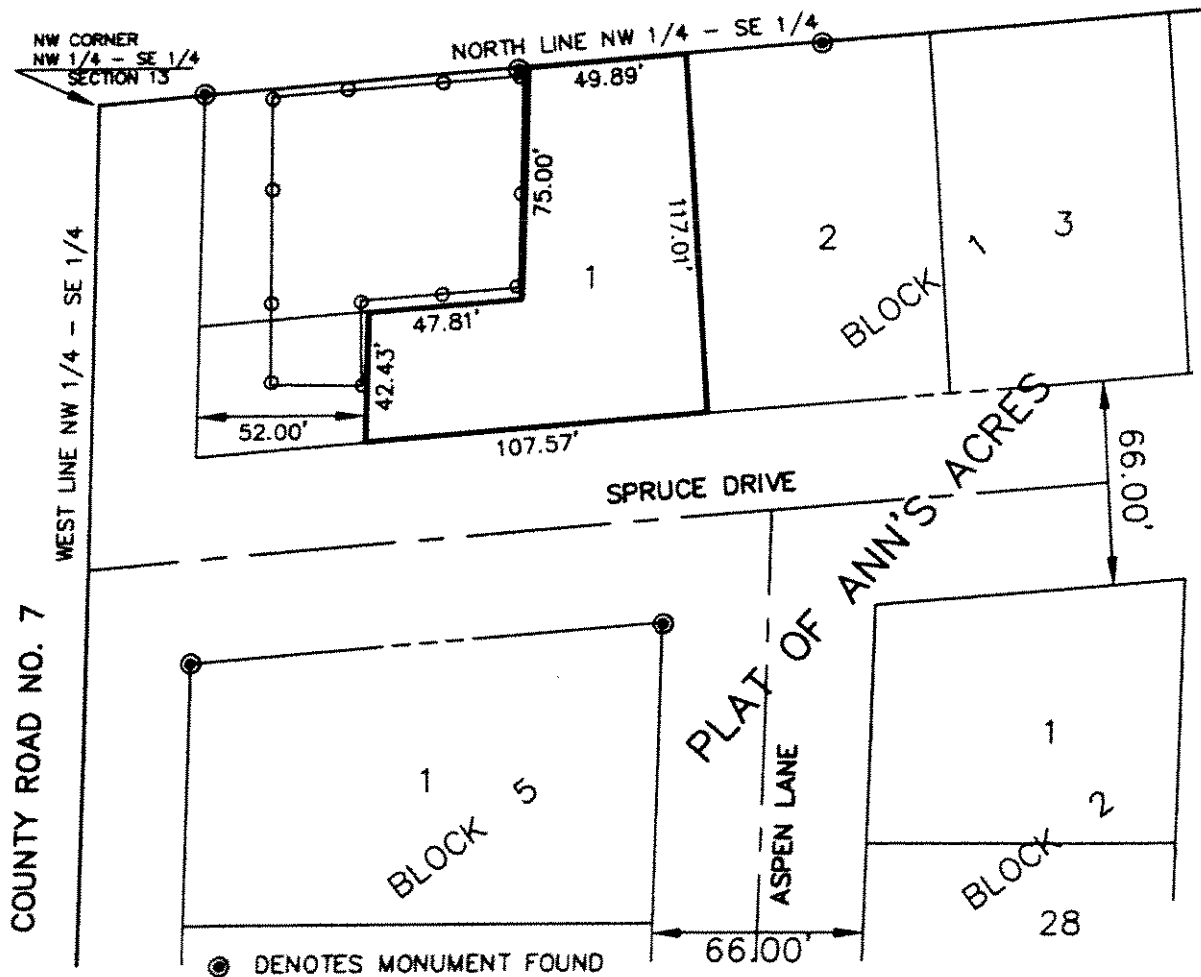 NW CORNER
NW 1/4 - SE 1/4
SECTION 13
NORTH LINE NW 1/4 - SE 1/4
49.89'
75.00'
117.01'
1
2
3
BLOCK 1
47.81'
42.43'
52.00'
107.57'
WEST LINE NW 1/4 - SE 1/4
SPRUCE DRIVE
66.00'
PLAT OF ANN'S ACRES
COUNTY ROAD NO. 7
1
BLOCK 5
ASPEN LANE
1
BLOCK 2
28
66.00'
DENOTES MONUMENT FOUND